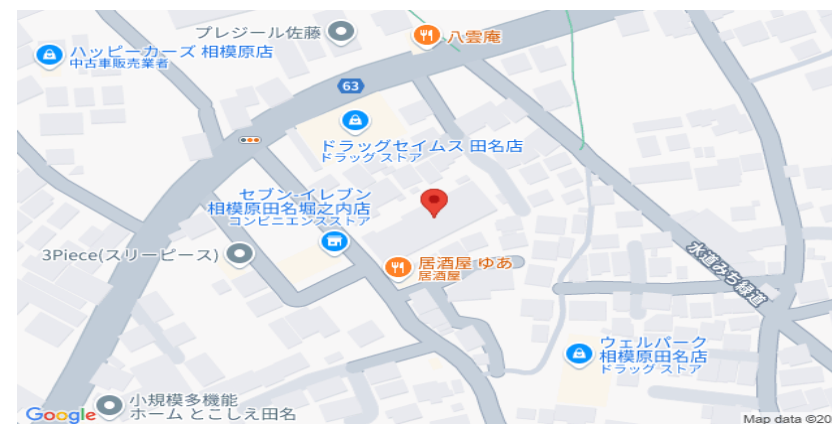 プレジール佐藤
八雲庵
ハッピーカーズ 相模原店
中古車販売業者
63
ドラッグセイムス 田名店
ドラッグ ストア
セブン-イレブン
相模原田名堀之内店
コンビニエンスストア
3Piece(スリーピース)
居酒屋 ゆあ
居酒屋
水道みち緑道
ウェルパーク
相模原田名店
ドラッグ ストア
小規模多機能
ホーム とこしえ田名
Google
Map data ©20